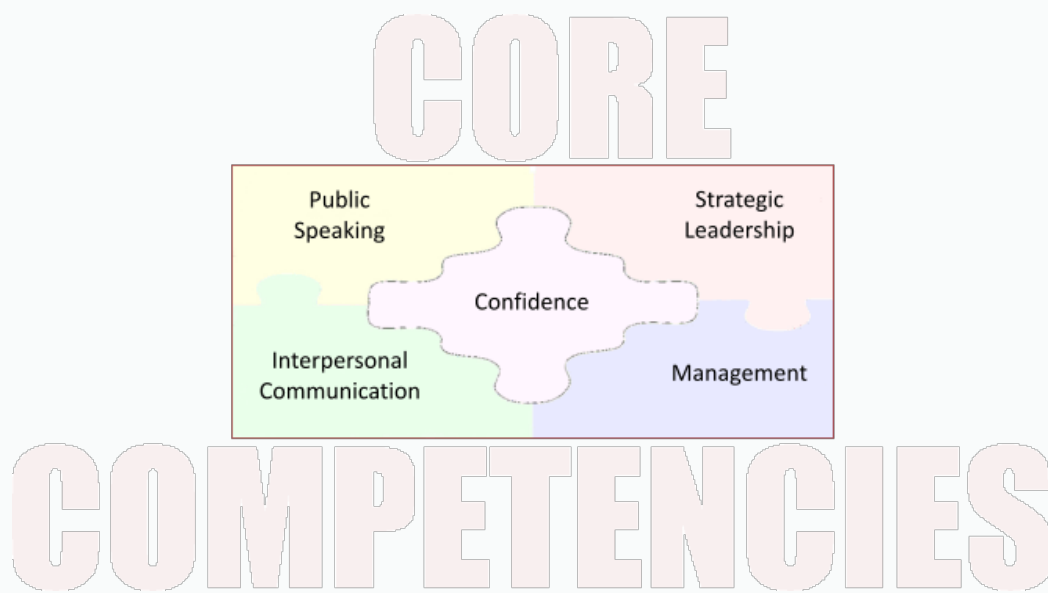 CORE
Public
Speaking
Strategic
Leadership
Confidence
Interpersonal
Communication
Management
COMPETENCIES